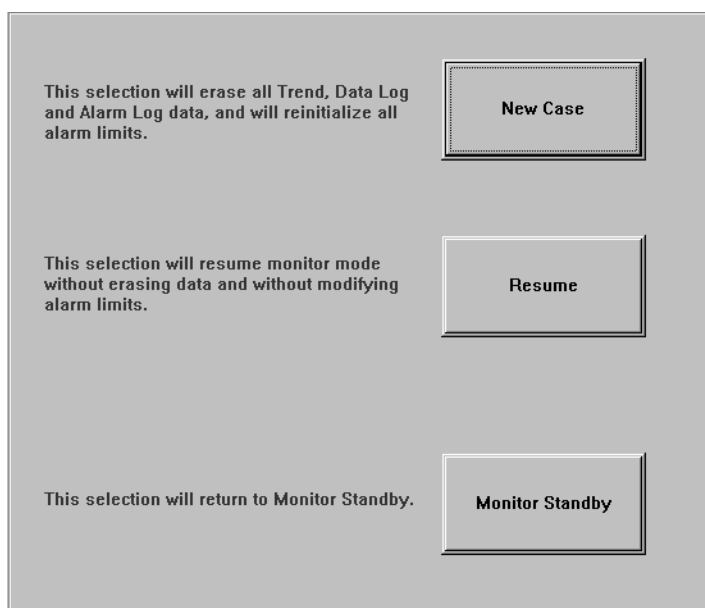 This selection will erase all Trend, Data Log
and Alarm Log data, and will reinitialize all
alarm limits.
New Case
This selection will resume monitor mode
without erasing data and without modifying
alarm limits.
Resume
This selection will return to Monitor Standby.
Monitor Standby